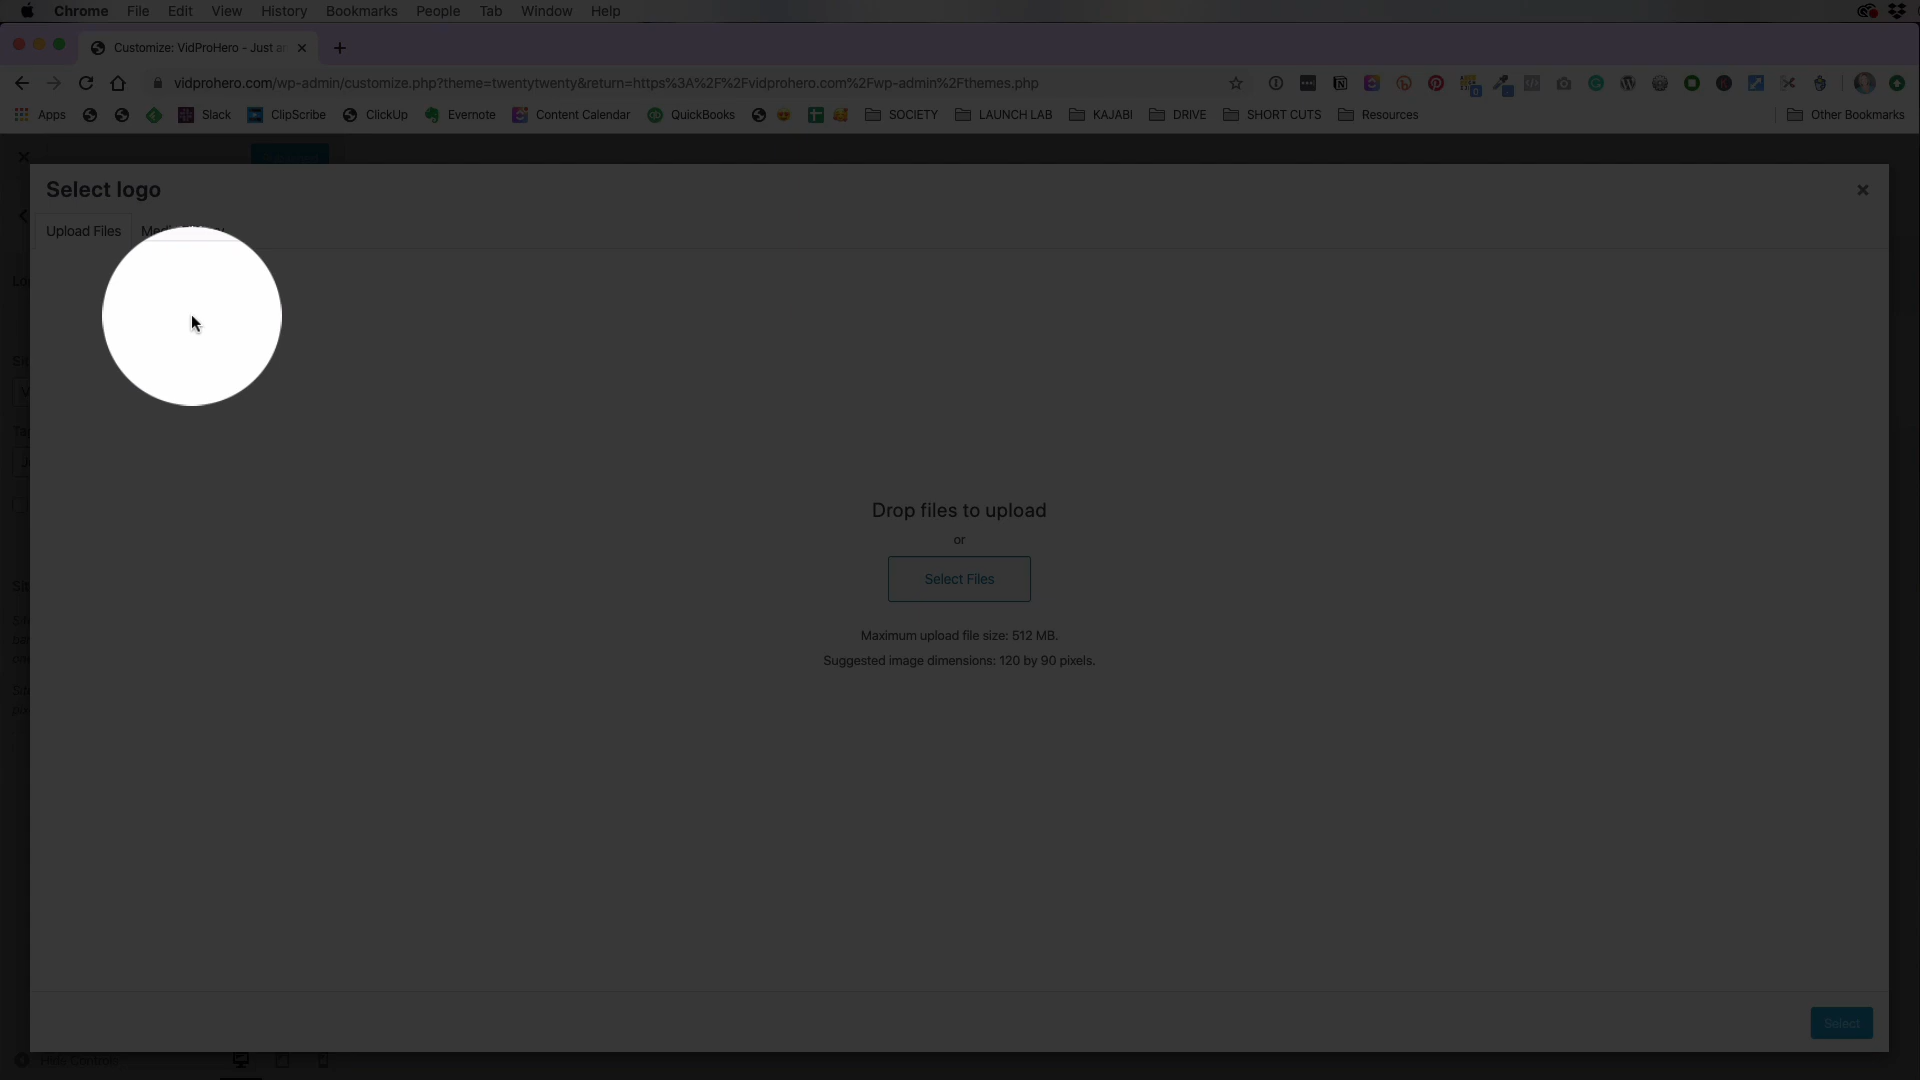 Chrome File Edit View History Bookmarks People Tab Window Help
Customize: VidProHero - Just an
vidprohero.com/wp-admin/customize.php?theme=twentytwenty&return=https%3A%2F%2Fvidprohero.com%2Fwp-admin%2Fthemes.php
Apps Slack ClipScribe ClickUp Evernote Content Calendar QuickBooks SOCIETY LAUNCH LAB KAJABI DRIVE SHORT CUTS Resources Other Bookmarks
Select logo
Upload Files
Drop files to upload
or
Select Files
Maximum upload file size: 512 MB.
Suggested image dimensions: 120 by 90 pixels.
Select
Hide Controls